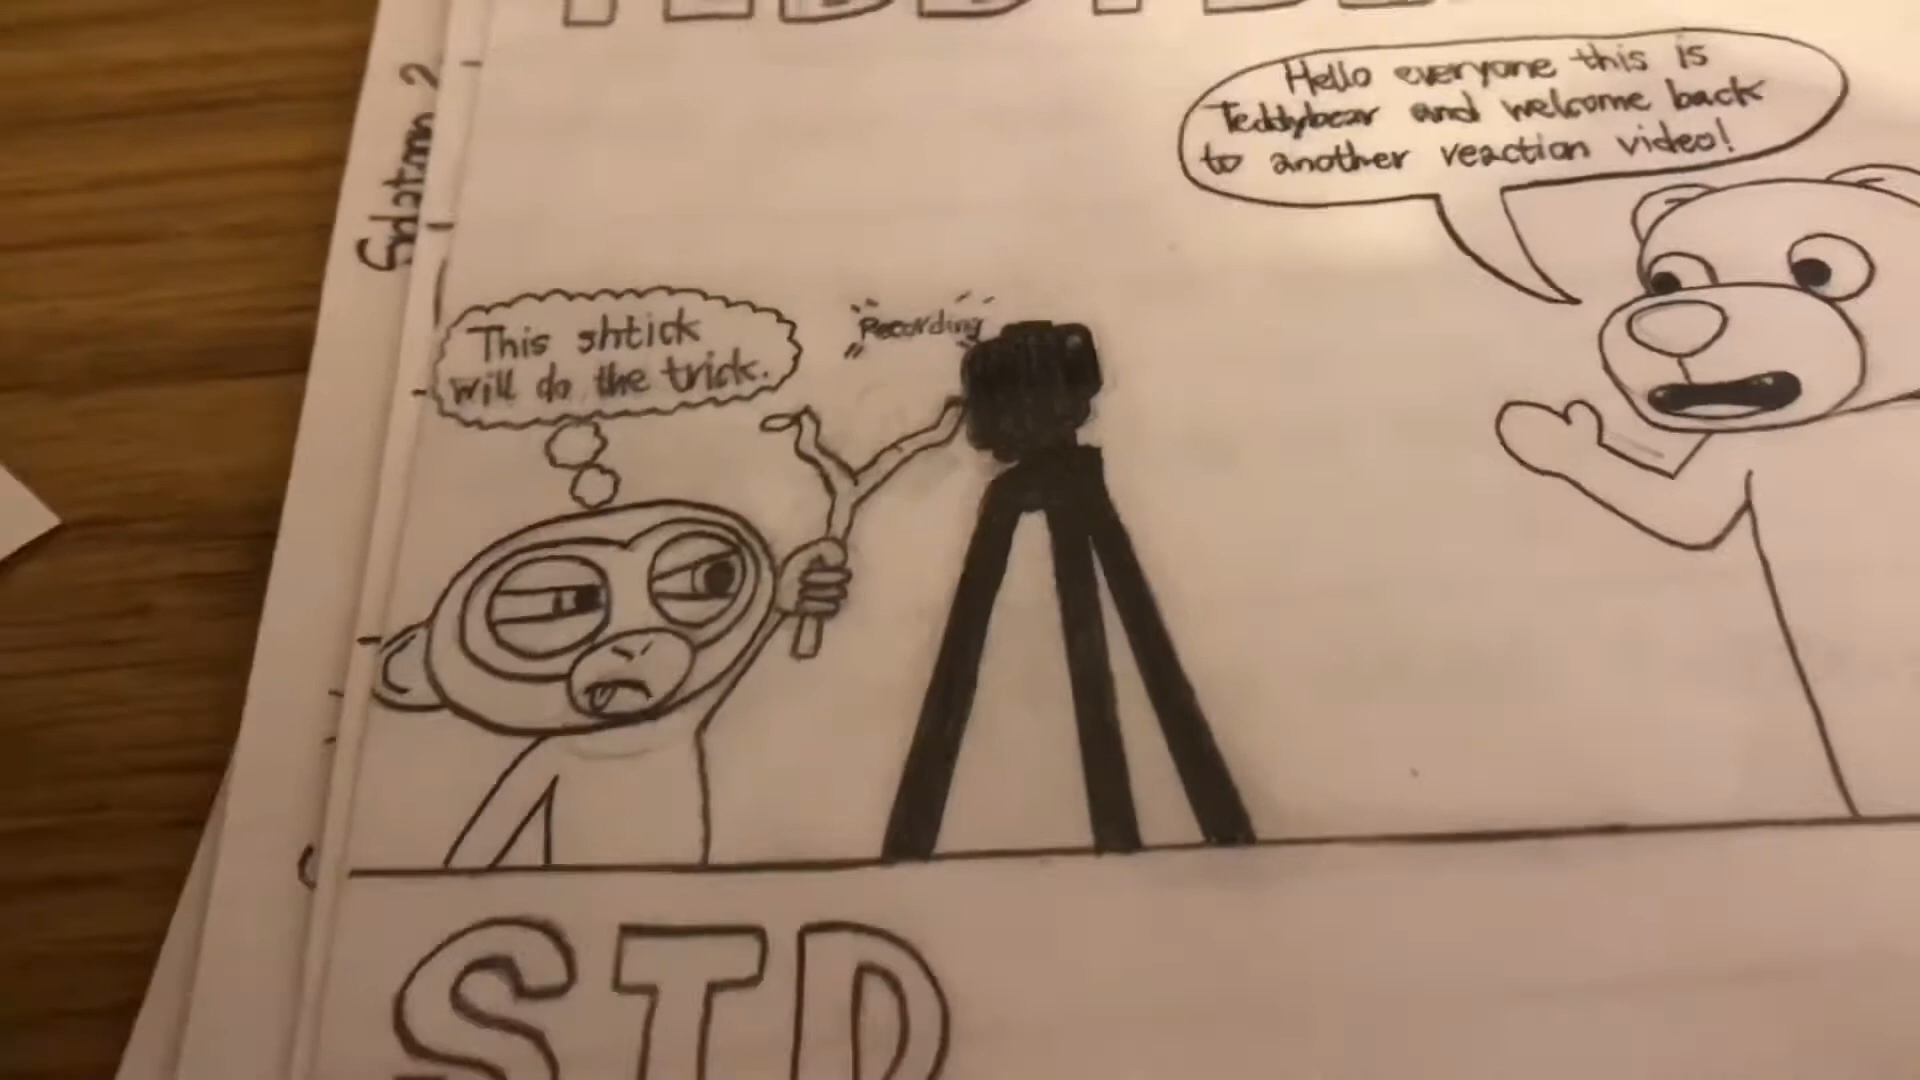 Hello everyone this is
Teddybear and welcome back
to another reaction video!
This shtick
will do the trick.
"Recording"
STD